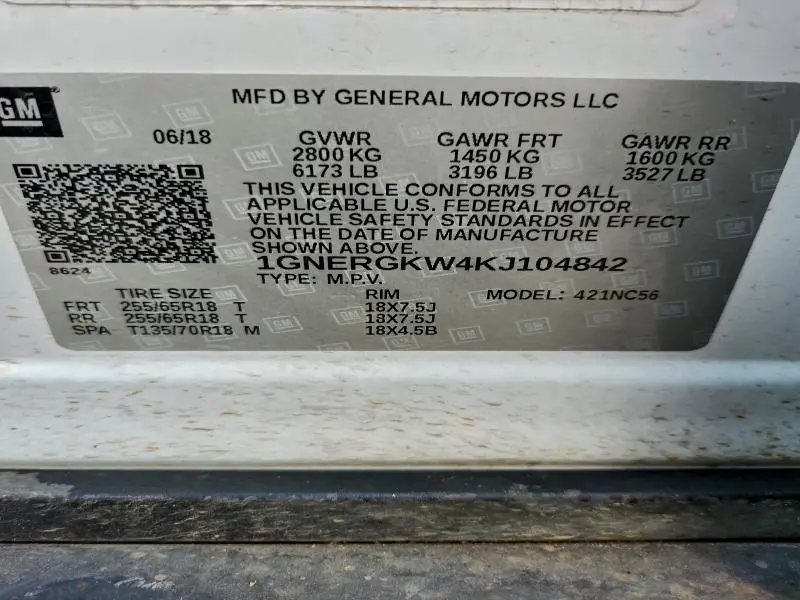 GM
MFD BY GENERAL MOTORS LLC
06/18 GVWR GAWR FRT GAWR RR
2800 KG 1450 KG 1600 KG
6173 LB 3196 LB 3527 LB
THIS VEHICLE CONFORMS TO ALL
APPLICABLE U.S. FEDERAL MOTOR
VEHICLE SAFETY STANDARDS IN EFFECT
ON THE DATE OF MANUFACTURE
SHOWN ABOVE.
8624 1GNERGKW4KJ104842
TYPE: M.P.V.
TIRE SIZE RIM MODEL: 421NC56
FRT 255/65R18 T 18X7.5J
RR 255/65R18 T 18X7.5J
SPA T135/70R18 M 18X4.5B